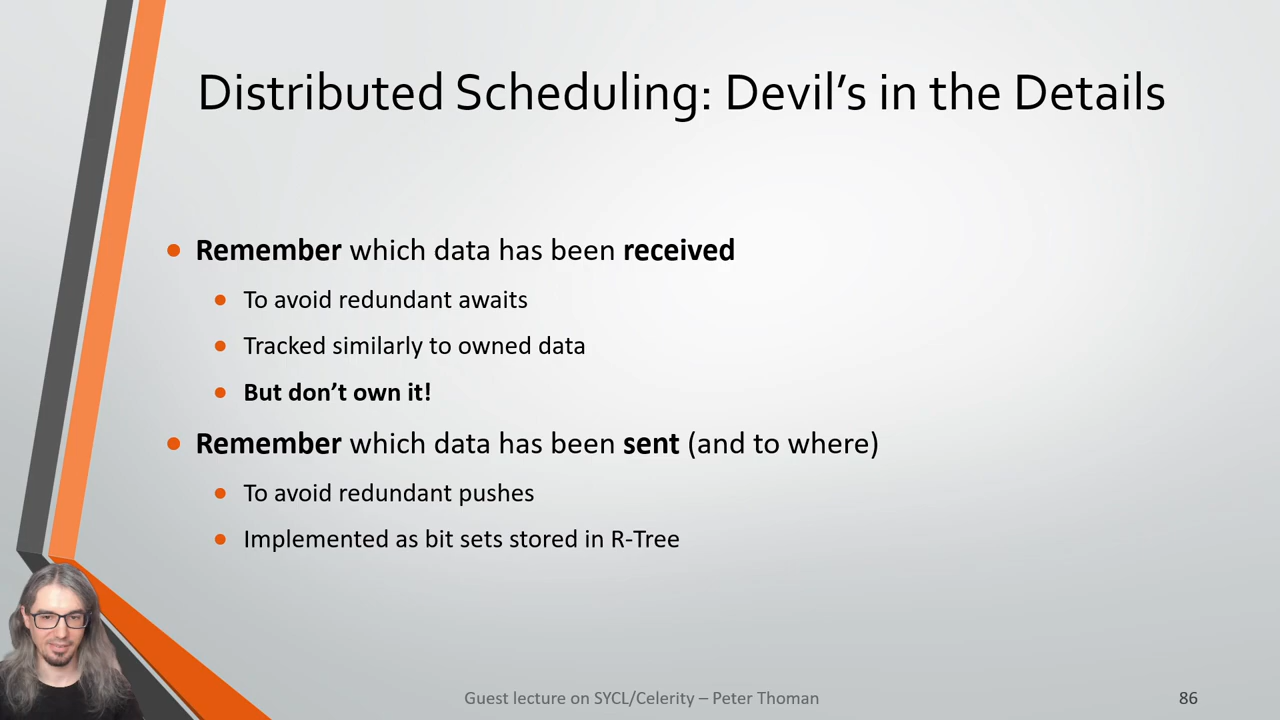 Distributed Scheduling: Devil’s in the Details
Remember which data has been received
To avoid redundant awaits
Tracked similarly to owned data
But don’t own it!
Remember which data has been sent (and to where)
To avoid redundant pushes
Implemented as bit sets stored in R-Tree
Guest lecture on SYCL/Celerity – Peter Thoman
86